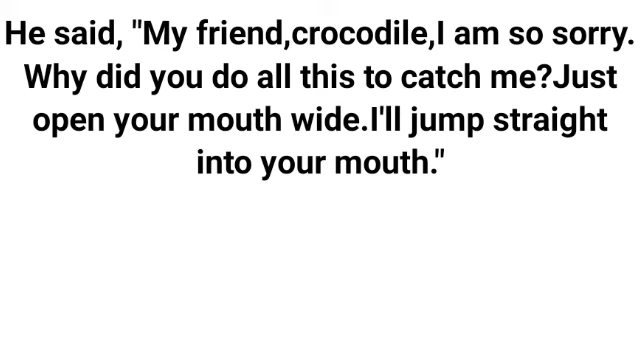 He said, "My friend,crocodile,I am so sorry.
Why did you do all this to catch me?Just
open your mouth wide.I'll jump straight
into your mouth."